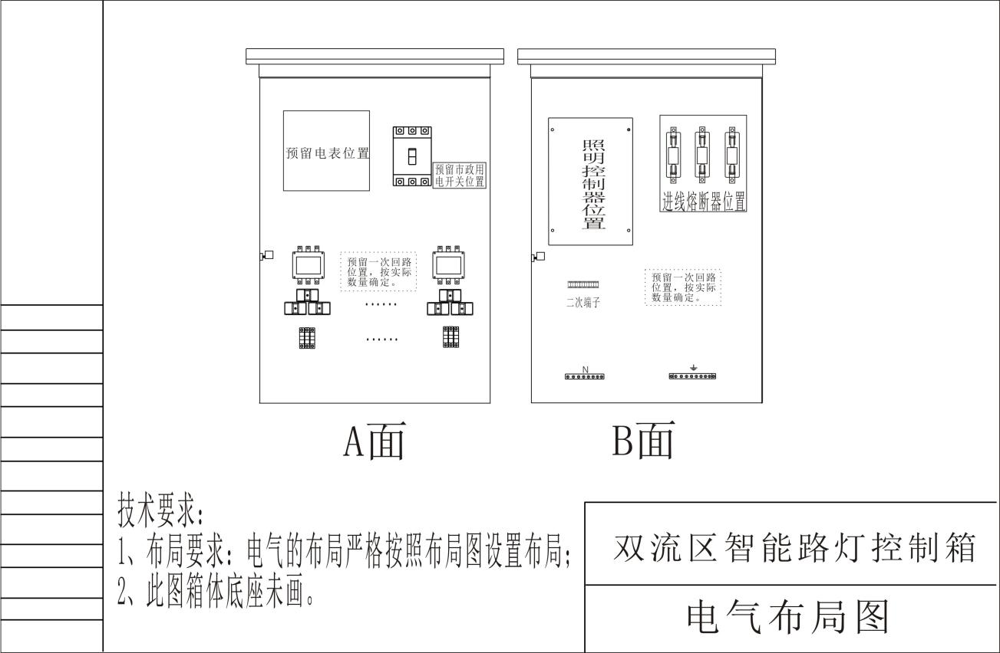 预留电表位置
预留市政用
电开关位置
预留一次回路
位置，按实际
数量确定。
A面
照明控制器位置
进线熔断器位置
二次端子
预留一次回路
位置，按实际
数量确定。
N
B面
技术要求：
1、布局要求：电气的布局严格按照布局图设置布局；
2、此图箱体底座未画。
双流区智能路灯控制箱
电气布局图